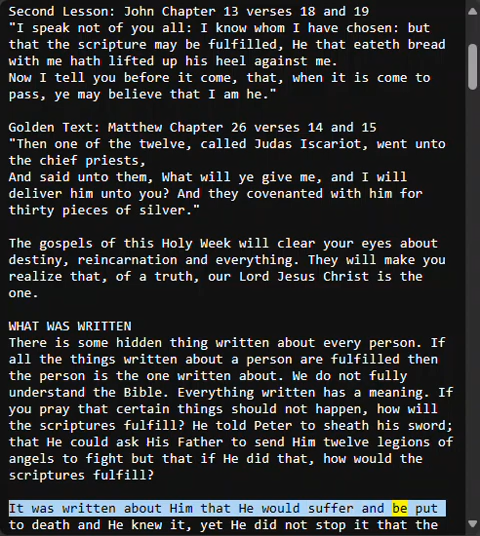 Second Lesson: John Chapter 13 verses 18 and 19
"I speak not of you all: I know whom I have chosen: but
that the scripture may be fulfilled, He that eateth bread
with me hath lifted up his heel against me.
Now I tell you before it come, that, when it is come to
pass, ye may believe that I am he."
Golden Text: Matthew Chapter 26 verses 14 and 15
"Then one of the twelve, called Judas Iscariot, went unto
the chief priests,
And said unto them, What will ye give me, and I will
deliver him unto you? And they covenanted with him for
thirty pieces of silver."
The gospels of this Holy Week will clear your eyes about
destiny, reincarnation and everything. They will make you
realize that, of a truth, our Lord Jesus Christ is the
one.
WHAT WAS WRITTEN
There is some hidden thing written about every person. If
all the things written about a person are fulfilled then
the person is the one written about. We do not fully
understand the Bible. Everything written has a meaning. If
you pray that certain things should not happen, how will
the scriptures fulfill? He told Peter to sheath his sword;
that He could ask His Father to send Him twelve legions of
angels to fight but that if He did that, how would the
scriptures fulfill?
It was written about Him that He would suffer and be put
to death and He knew it, yet He did not stop it that the